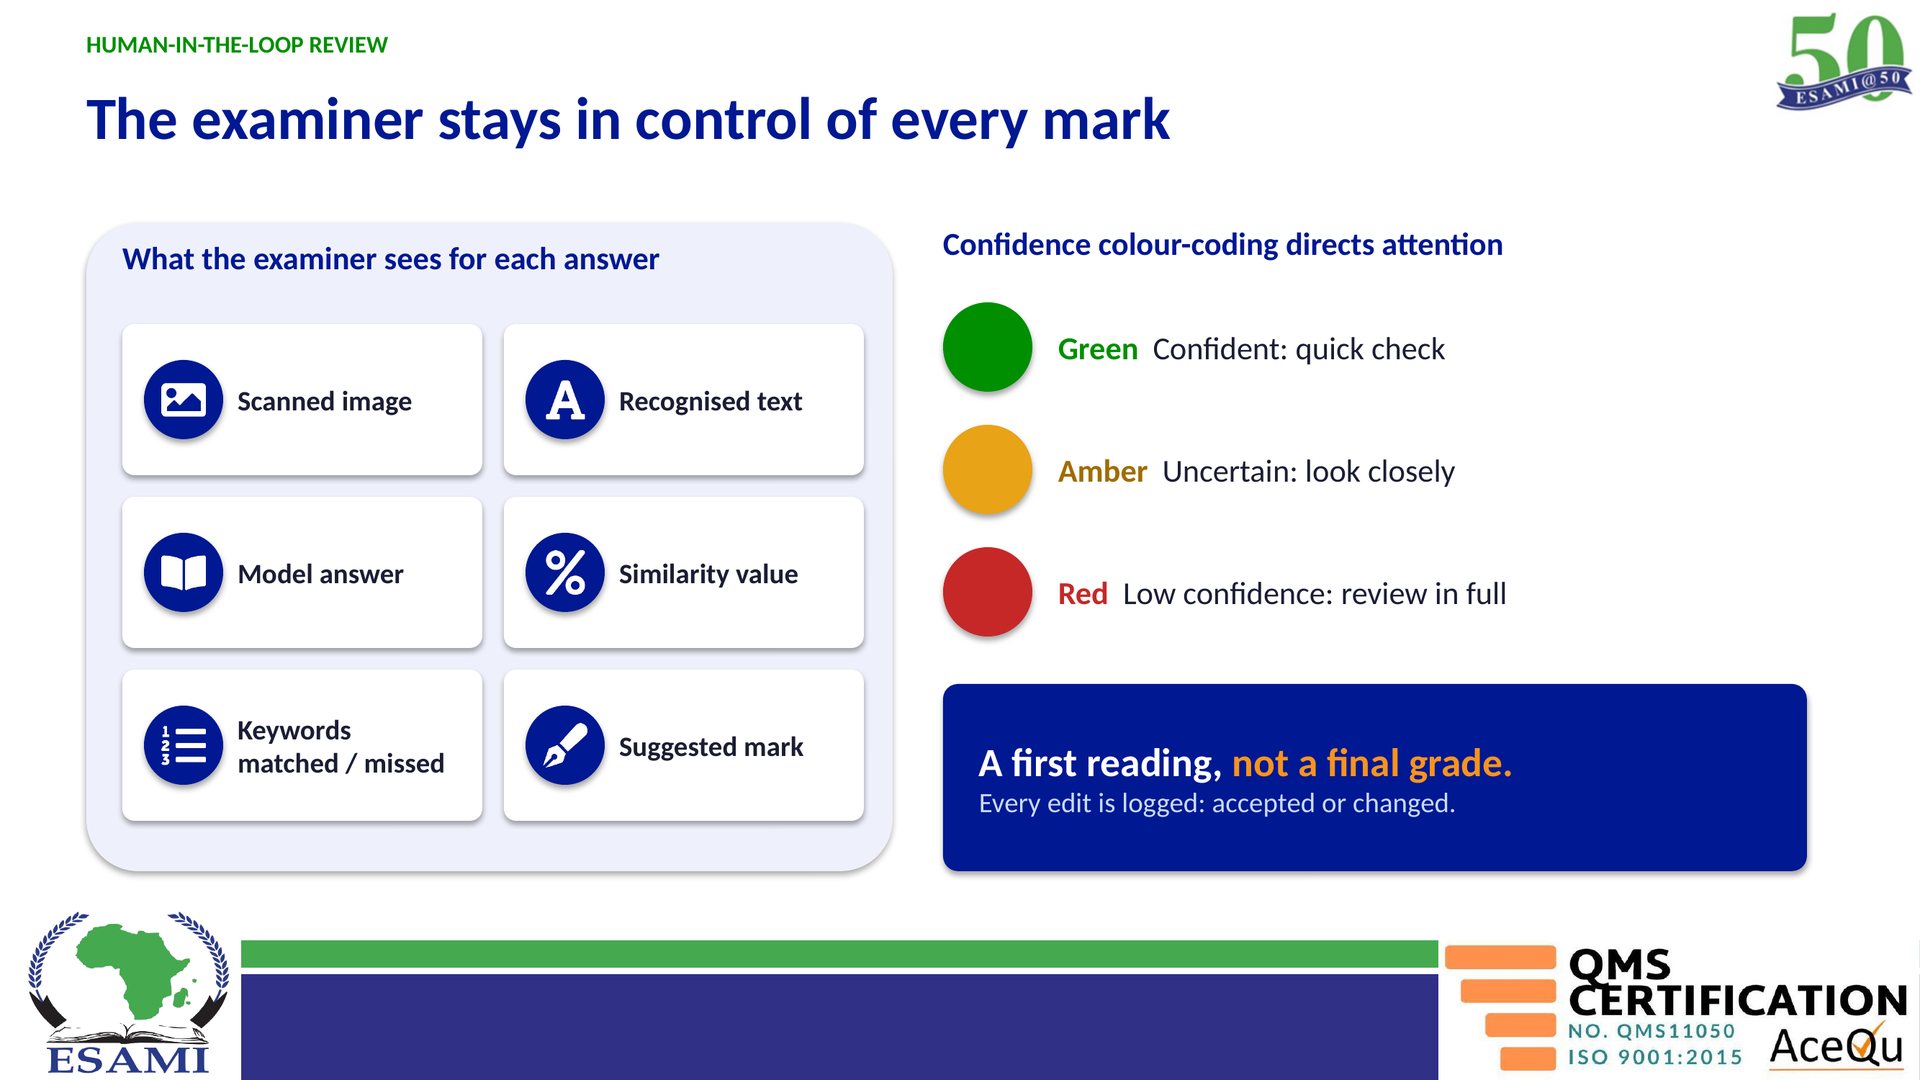 HUMAN-IN-THE-LOOP REVIEW
The examiner stays in control of every mark
50
ESAMI@50
What the examiner sees for each answer
Scanned image
A
Recognised text
Model answer
%
Similarity value
1
2
3
Keywords
matched / missed
Suggested mark
Confidence colour-coding directs attention
Green Confident: quick check
Amber Uncertain: look closely
Red Low confidence: review in full
A first reading, not a final grade.
Every edit is logged: accepted or changed.
ESAMI
QMS
CERTIFICATION
NO. QMS11050
ISO 9001:2015
AceQu